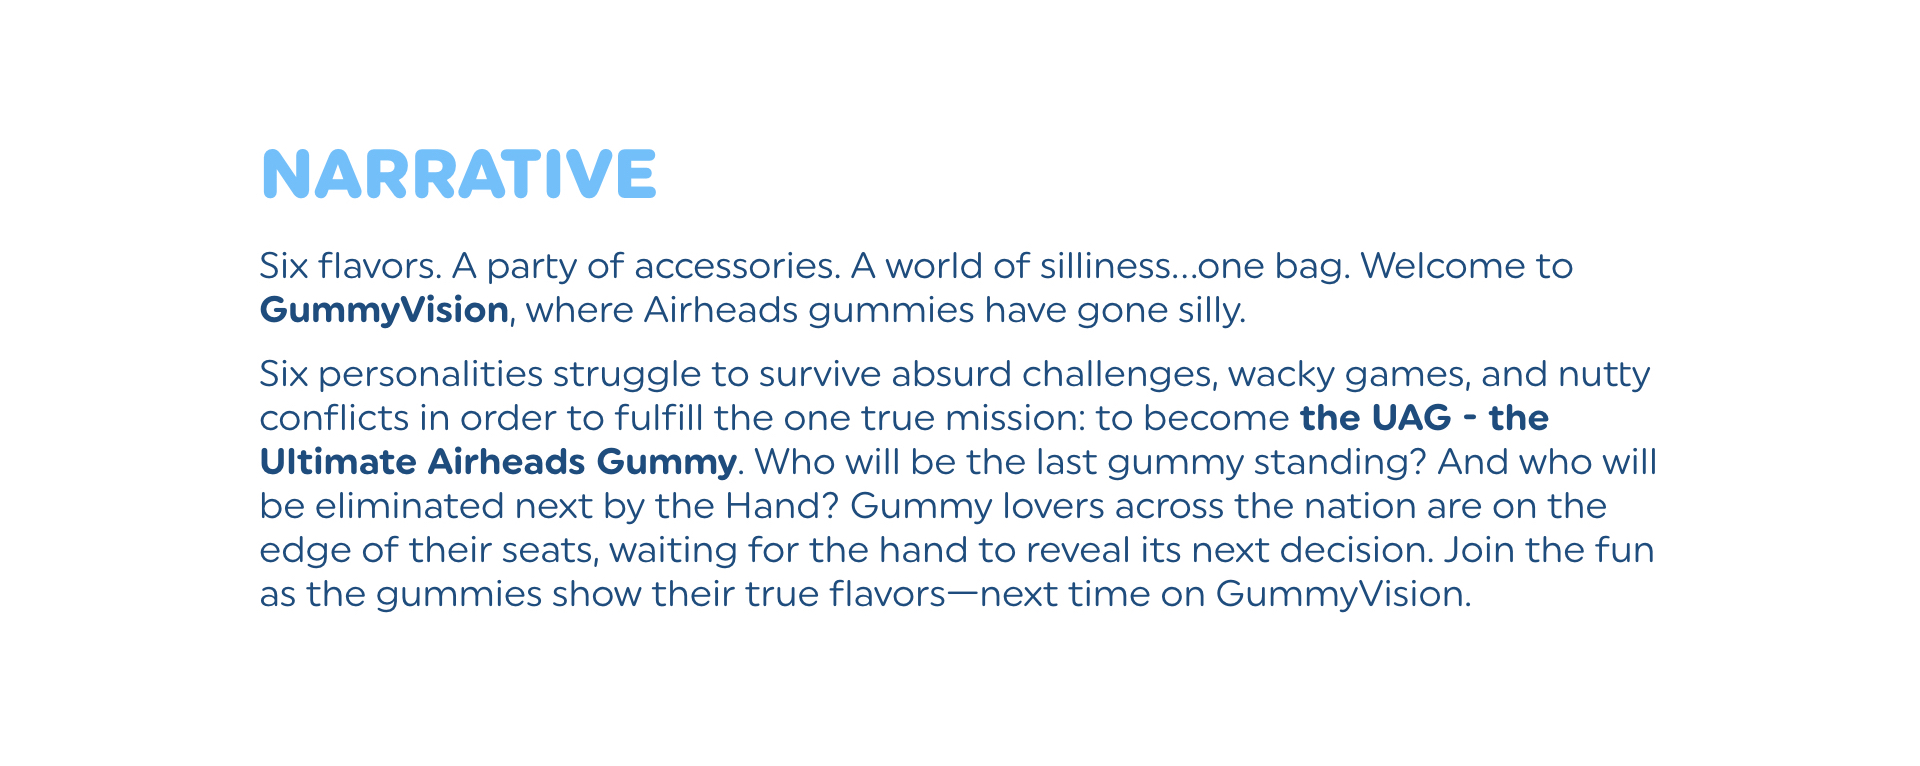 NARRATIVE
Six flavors. A party of accessories. A world of silliness...one bag. Welcome to
GummyVision, where Airheads gummies have gone silly.
Six personalities struggle to survive absurd challenges, wacky games, and nutty
conflicts in order to fulfill the one true mission: to become the UAG - the
Ultimate Airheads Gummy. Who will be the last gummy standing? And who will
be eliminated next by the Hand? Gummy lovers across the nation are on the
edge of their seats, waiting for the hand to reveal its next decision. Join the fun
as the gummies show their true flavors—next time on GummyVision.